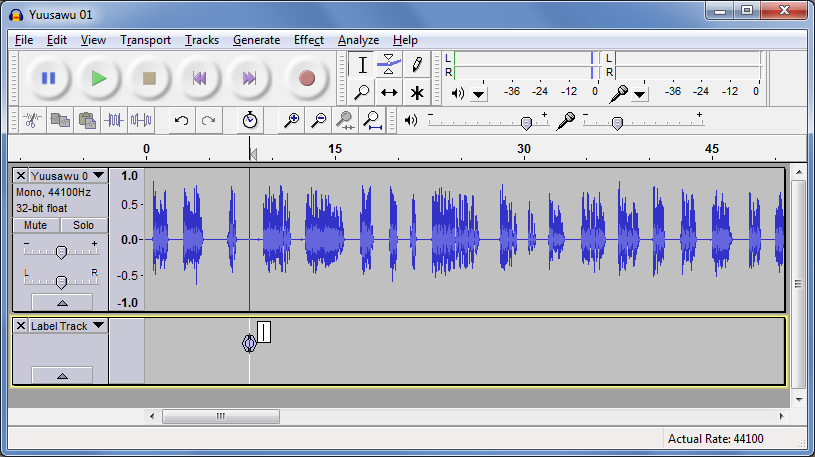 Yuusawu 01
File Edit View Transport Tracks Generate Effect Analyze Help
L
R
-36 -24 -12 0
L
R
-36 -24 -12 0
- +
- +
0 15 30 45
Yuusawu 0
Mono, 44100Hz
32-bit float
Mute Solo
- +
L R
1.0
0.5-
0.0-
-0.5-
-1.0
Label Track
Actual Rate: 44100